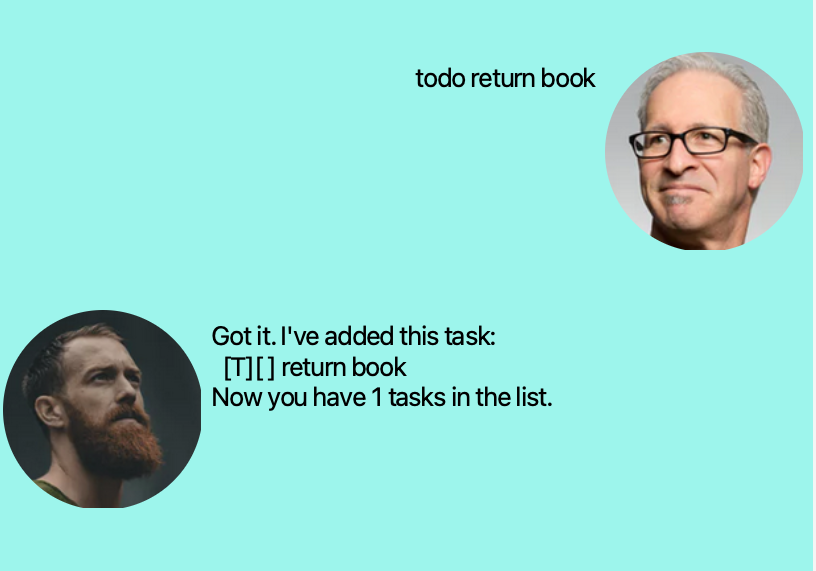 todo return book
Got it. I've added this task:
[T][ ] return book
Now you have 1 tasks in the list.